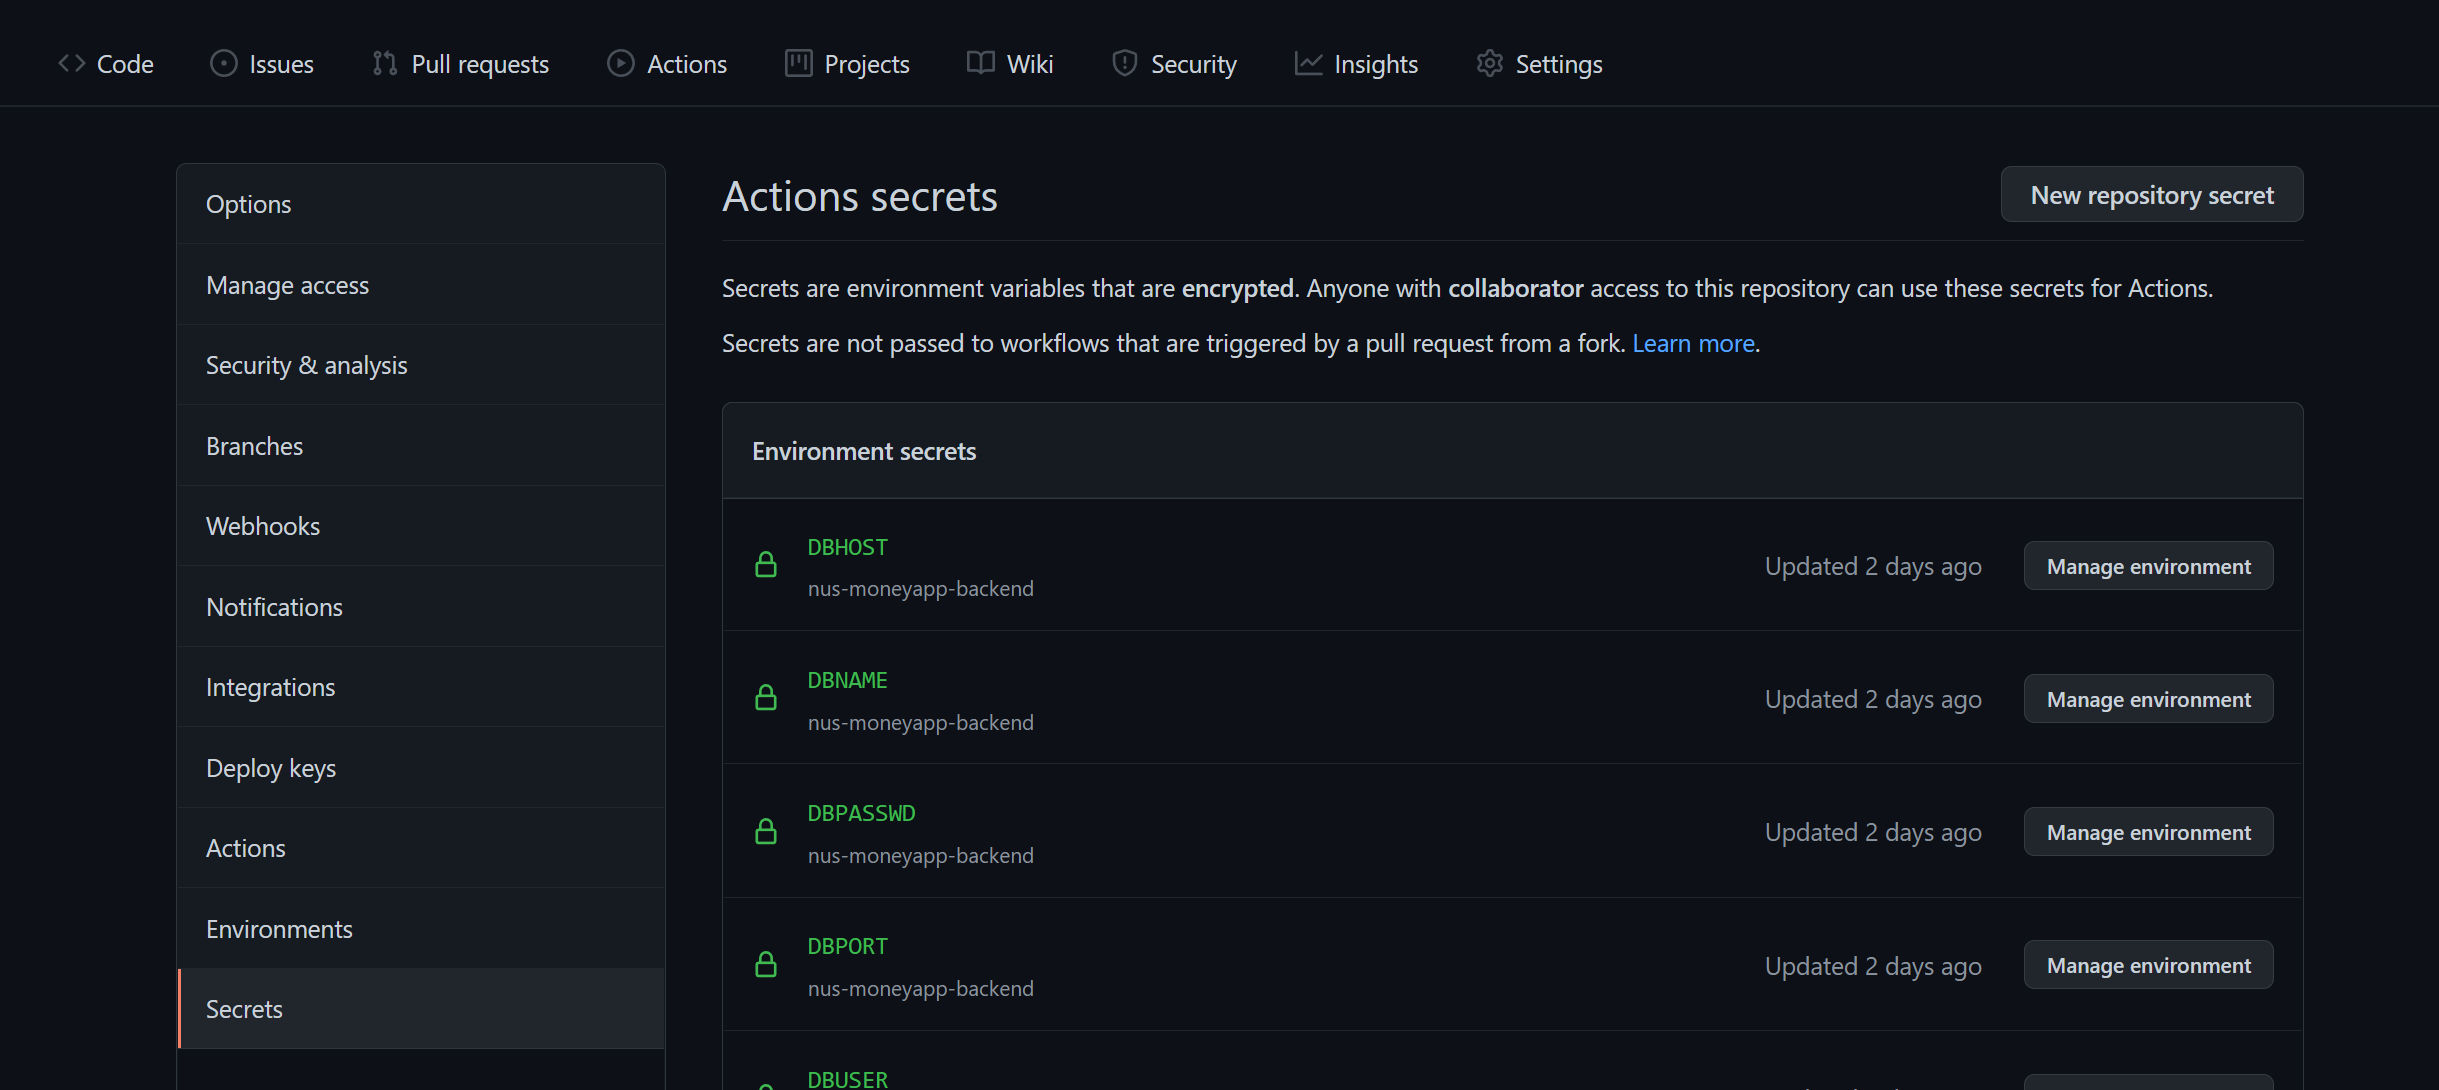 Code Issues Pull requests Actions Projects Wiki Security Insights Settings
Options
Manage access
Security & analysis
Branches
Webhooks
Notifications
Integrations
Deploy keys
Actions
Environments
Secrets
Actions secrets
New repository secret
Secrets are environment variables that are encrypted. Anyone with collaborator access to this repository can use these secrets for Actions.
Secrets are not passed to workflows that are triggered by a pull request from a fork. Learn more.
Environment secrets
DBHOST
nus-moneyapp-backend
Updated 2 days ago
Manage environment
DBNAME
nus-moneyapp-backend
Updated 2 days ago
Manage environment
DBPASSWD
nus-moneyapp-backend
Updated 2 days ago
Manage environment
DBPORT
nus-moneyapp-backend
Updated 2 days ago
Manage environment
DBUSER